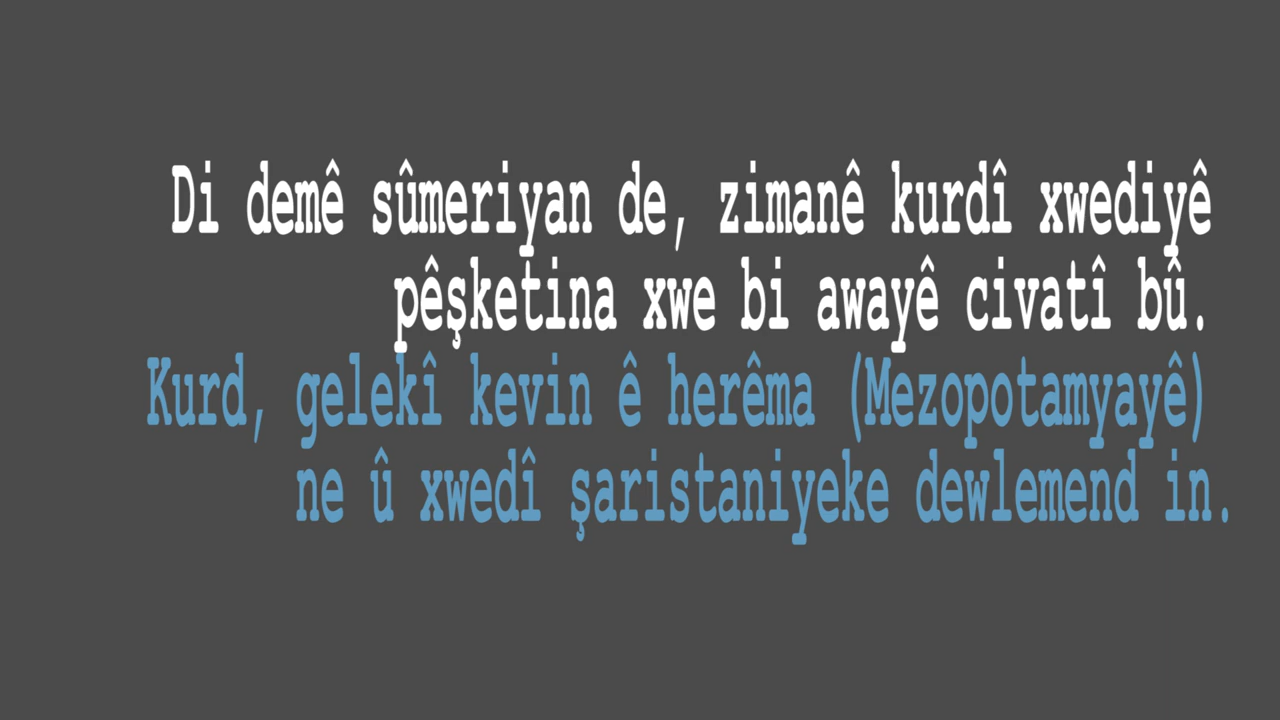 Di demê sûmeriyan de, zimanê kurdî xwediyê
pêşketina xwe bi awayê civatî bû.
Kurd, gelekî kevin ê herêma (Mezopotamyayê)
ne û xwedî şaristaniyeke dewlemend in.